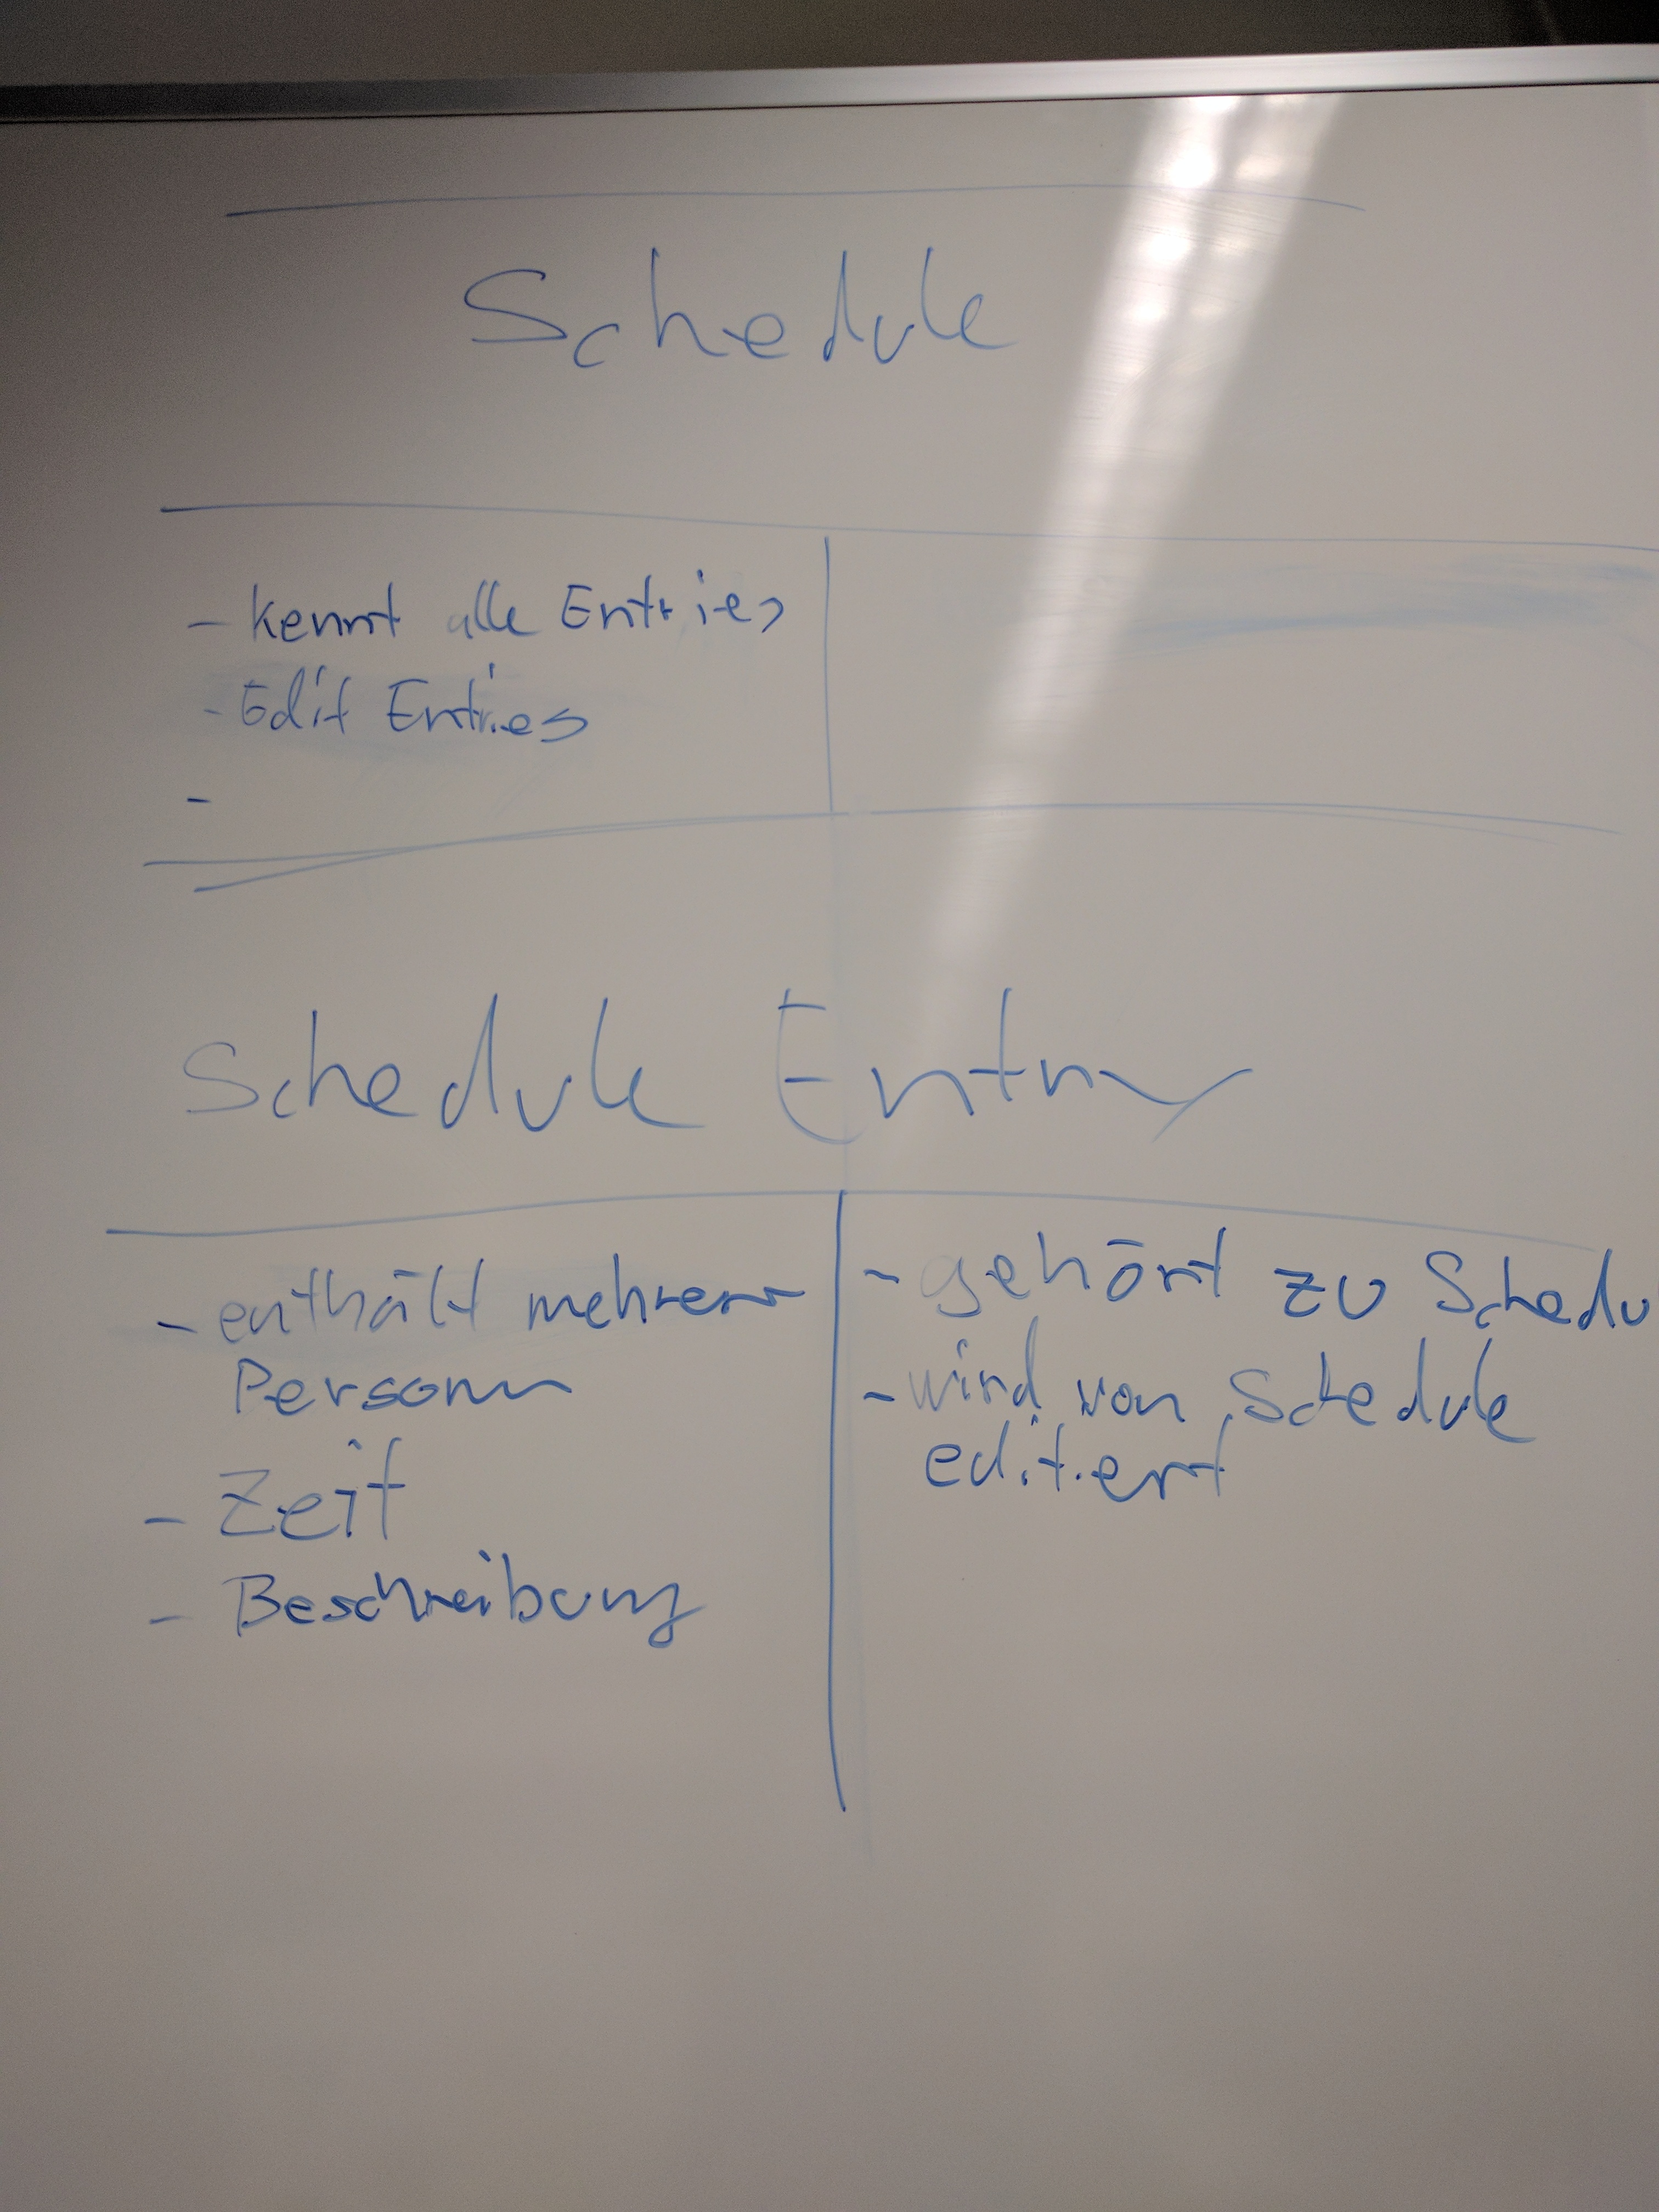 Schedule
- kennt alle Entries
- Edit Entries
-
Schedule Entry
- enthält mehrere
Personen
- Zeit
- Beschreibung
- gehört zu Schedu
- wird von Schedule
editiert